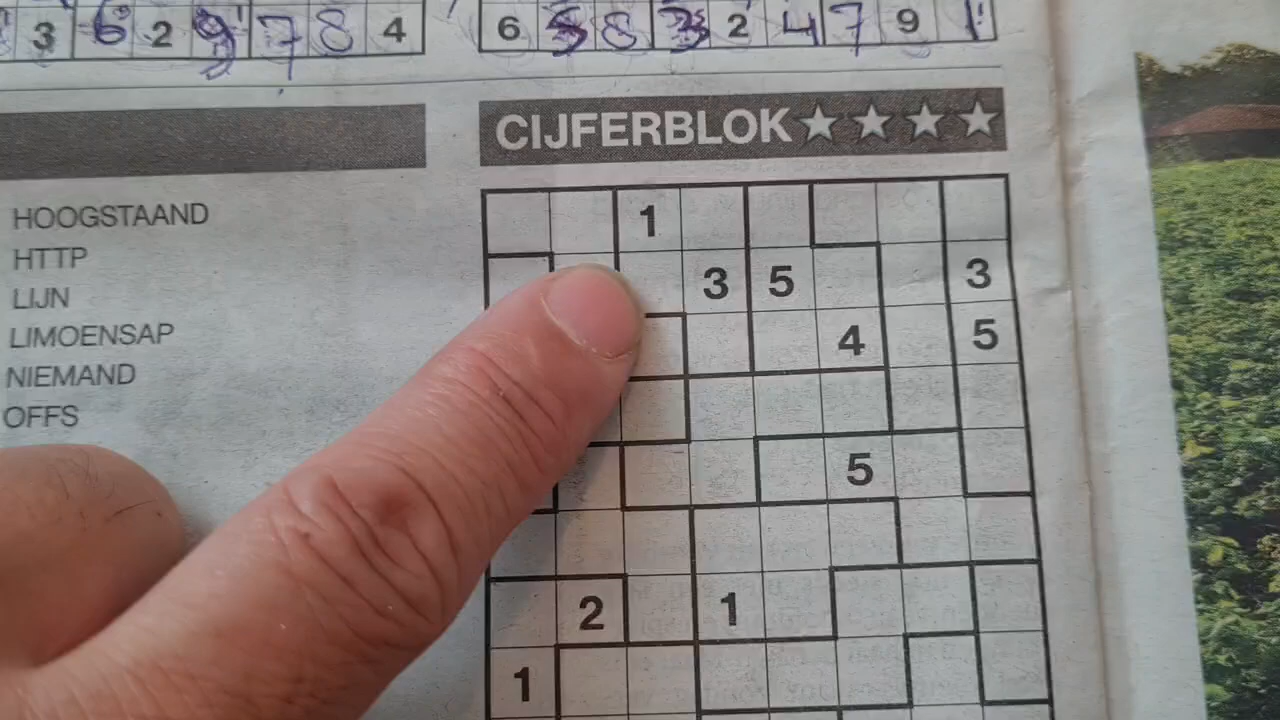 3 6 2 9 7 8 4
6 5 8 3 2 4 7 9 1
CIJFERBLOK
HOOGSTAAND
HTTP
LIJN
LIMOENSAP
NIEMAND
OFFS
1
3 5 3
4 5
5
2 1
1